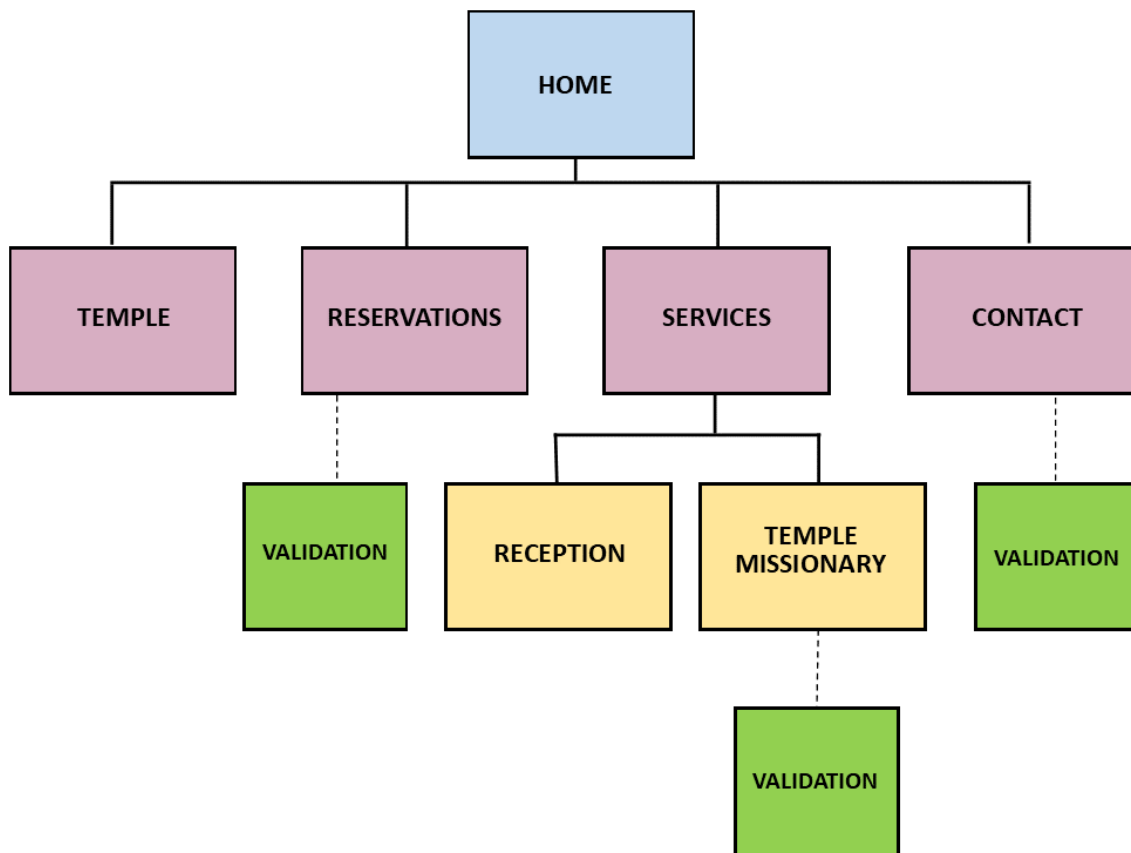 HOME
TEMPLE
RESERVATIONS
SERVICES
CONTACT
VALIDATION
RECEPTION
TEMPLE
MISSIONARY
VALIDATION
VALIDATION